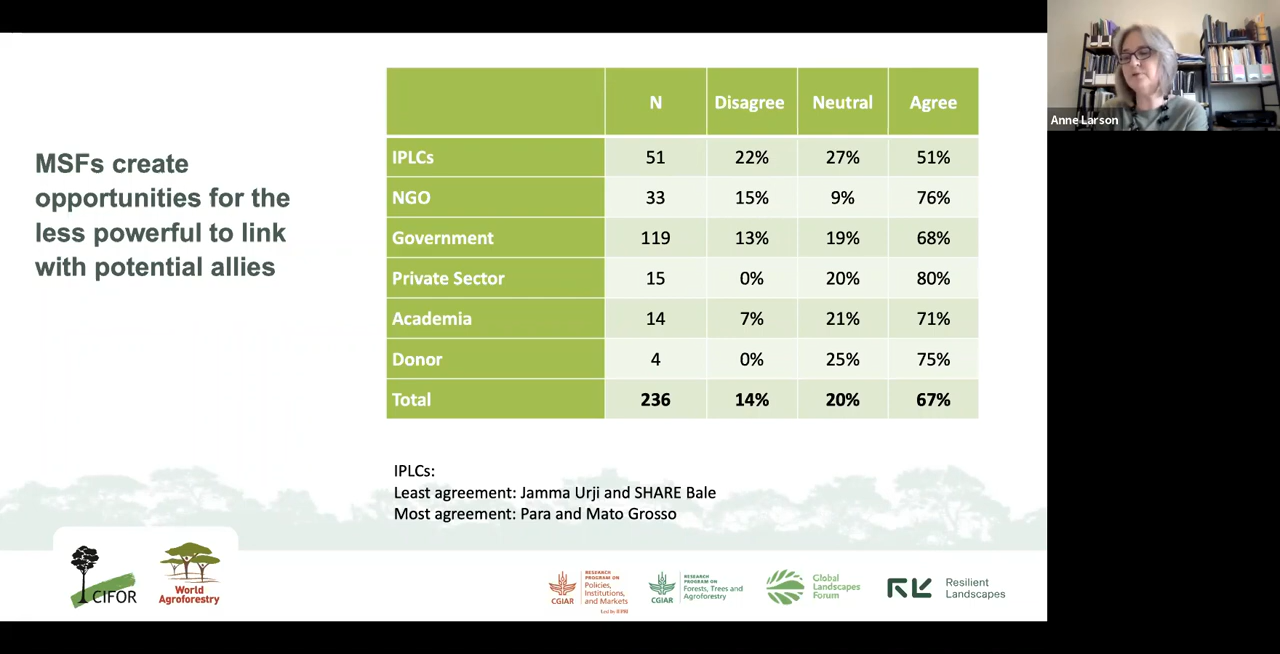 Anne Larson
MSFs create
opportunities for the
less powerful to link
with potential allies
N Disagree Neutral Agree
IPLCs 51 22% 27% 51%
NGO 33 15% 9% 76%
Government 119 13% 19% 68%
Private Sector 15 0% 20% 80%
Academia 14 7% 21% 71%
Donor 4 0% 25% 75%
Total 236 14% 20% 67%
IPLCs:
Least agreement: Jamma Urji and SHARE Bale
Most agreement: Para and Mato Grosso
CIFOR
World
Agroforestry
CGIAR
RESEARCH
PROGRAM ON
Policies,
Institutions,
and Markets
Led by IFPRI
CGIAR
RESEARCH
PROGRAM ON
Forests, Trees and
Agroforestry
Global
Landscapes
Forum
Resilient
Landscapes